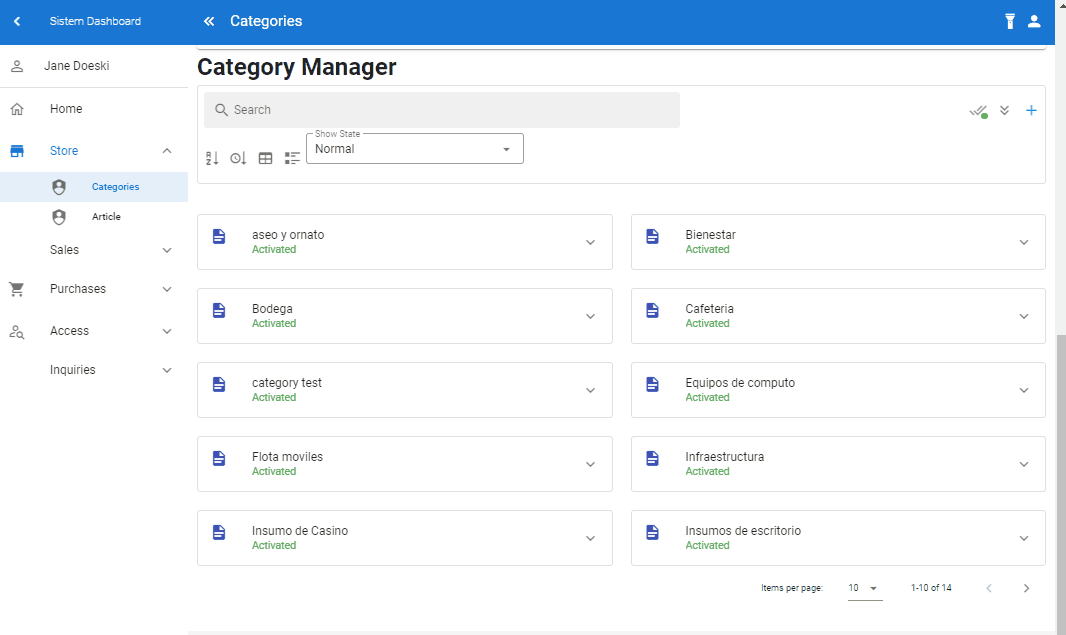 Sistem Dashboard
Categories
Jane Doeski
Home
Store
Categories
Article
Sales
Purchases
Access
Inquiries
Category Manager
Search
Show State
Normal
aseo y ornato
Activated
Bienestar
Activated
Bodega
Activated
Cafeteria
Activated
category test
Activated
Equipos de computo
Activated
Flota moviles
Activated
Infraestructura
Activated
Insumo de Casino
Activated
Insumos de escritorio
Activated
Items per page: 10 1-10 of 14